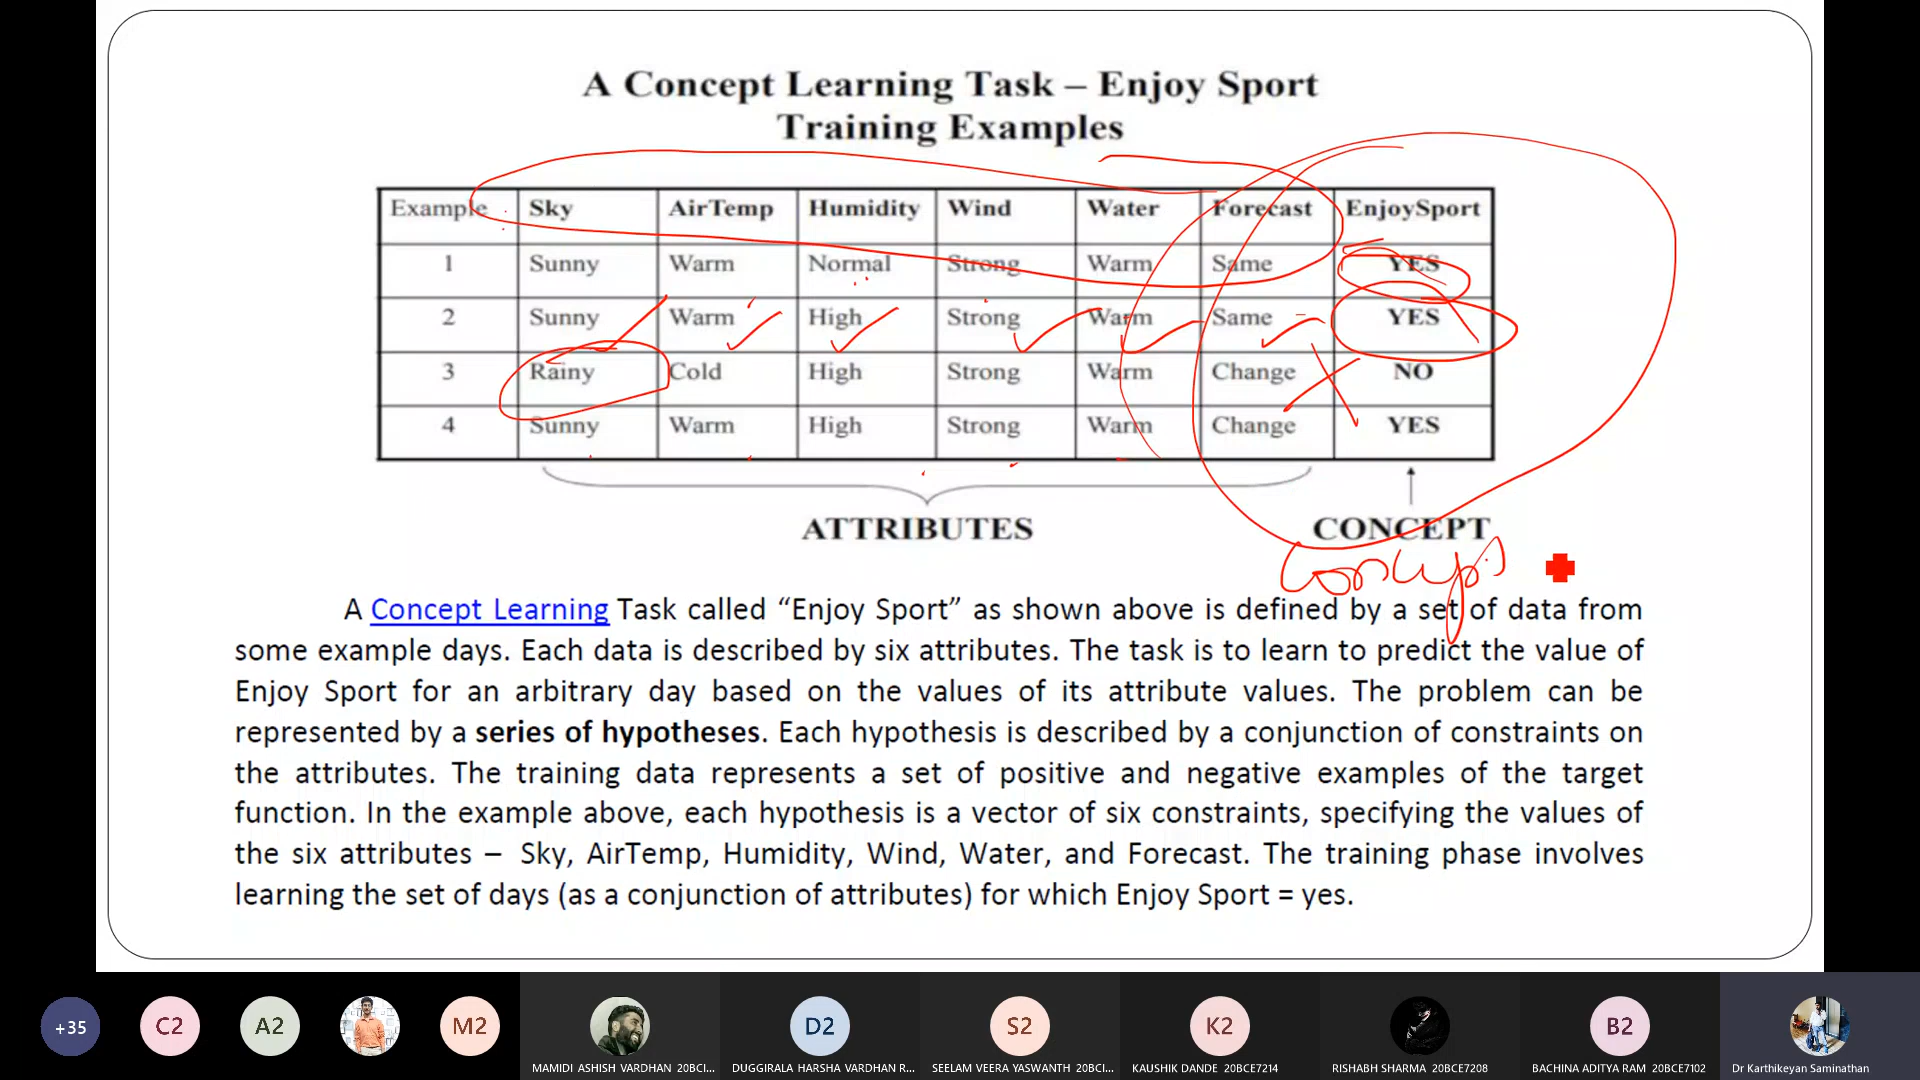 A Concept Learning Task – Enjoy Sport
Training Examples
Example Sky AirTemp Humidity Wind Water Forecast EnjoySport
1 Sunny Warm Normal Strong Warm Same YES
2 Sunny Warm High Strong Warm Same YES
3 Rainy Cold High Strong Warm Change NO
4 Sunny Warm High Strong Warm Change YES
ATTRIBUTES CONCEPT
A Concept Learning Task called “Enjoy Sport” as shown above is defined by a set of data from
some example days. Each data is described by six attributes. The task is to learn to predict the value of
Enjoy Sport for an arbitrary day based on the values of its attribute values. The problem can be
represented by a series of hypotheses. Each hypothesis is described by a conjunction of constraints on
the attributes. The training data represents a set of positive and negative examples of the target
function. In the example above, each hypothesis is a vector of six constraints, specifying the values of
the six attributes – Sky, AirTemp, Humidity, Wind, Water, and Forecast. The training phase involves
learning the set of days (as a conjunction of attributes) for which Enjoy Sport = yes.
+35 C2 A2 M2 D2 S2 K2 B2
MAMIDI ASHISH VARDHAN 20BCI... DUGGIRALA HARSHA VARDHAN R... SEELAM VEERA YASWANTH 20BCI... KAUSHIK DANDE 20BCE7214 RISHABH SHARMA 20BCE7208 BACHINA ADITYA RAM 20BCE7102 Dr Karthikeyan Saminathan